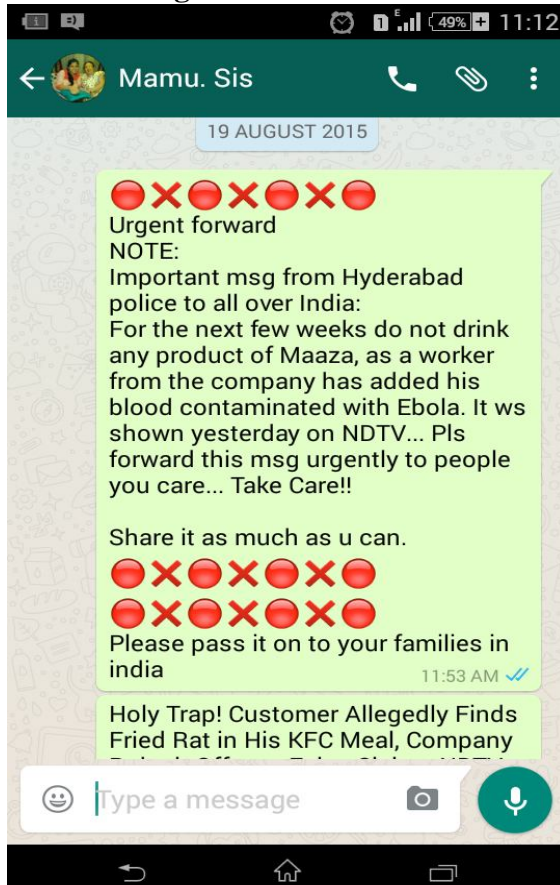 49% 11:12
Mamu. Sis
19 AUGUST 2015
Urgent forward
NOTE:
Important msg from Hyderabad
police to all over India:
For the next few weeks do not drink
any product of Maaza, as a worker
from the company has added his
blood contaminated with Ebola. It ws
shown yesterday on NDTV... Pls
forward this msg urgently to people
you care... Take Care!!
Share it as much as u can.
Please pass it on to your families in
india
11:53 AM
Holy Trap! Customer Allegedly Finds
Fried Rat in His KFC Meal, Company
Type a message